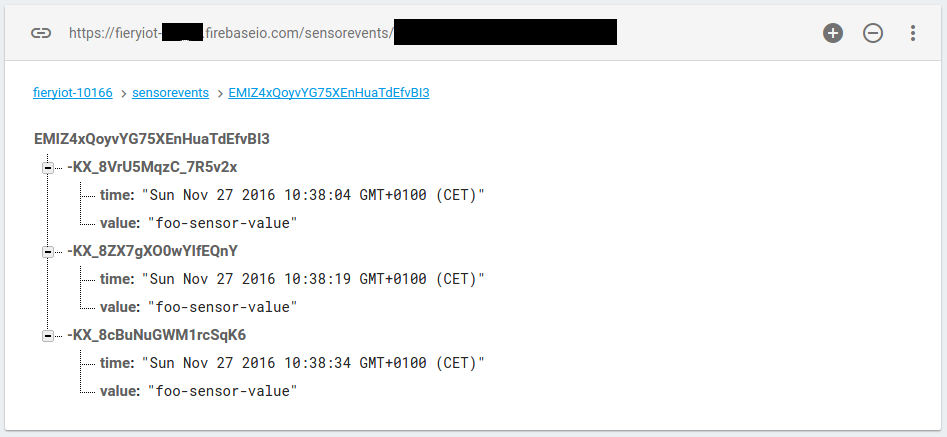 https://fieryiot-.firebaseio.com/sensorevents/
fieryiot-10166 > sensorevents > EMIZ4xQoyvYG75XEnHuaTdEfvBI3
EMIZ4xQoyvYG75XEnHuaTdEfvBI3
-KX_8VrU5MqzC_7R5v2x
time: "Sun Nov 27 2016 10:38:04 GMT+0100 (CET)"
value: "foo-sensor-value"
-KX_8ZX7gXO0wYlfEQnY
time: "Sun Nov 27 2016 10:38:19 GMT+0100 (CET)"
value: "foo-sensor-value"
-KX_8cBuNuGWM1rcSqK6
time: "Sun Nov 27 2016 10:38:34 GMT+0100 (CET)"
value: "foo-sensor-value"